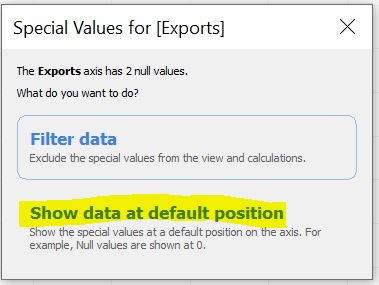 Special Values for [Exports]
The Exports axis has 2 null values.
What do you want to do?
Filter data
Exclude the special values from the view and calculations.
Show data at default position
Show the special values at a default position on the axis. For
example, Null values are shown at 0.